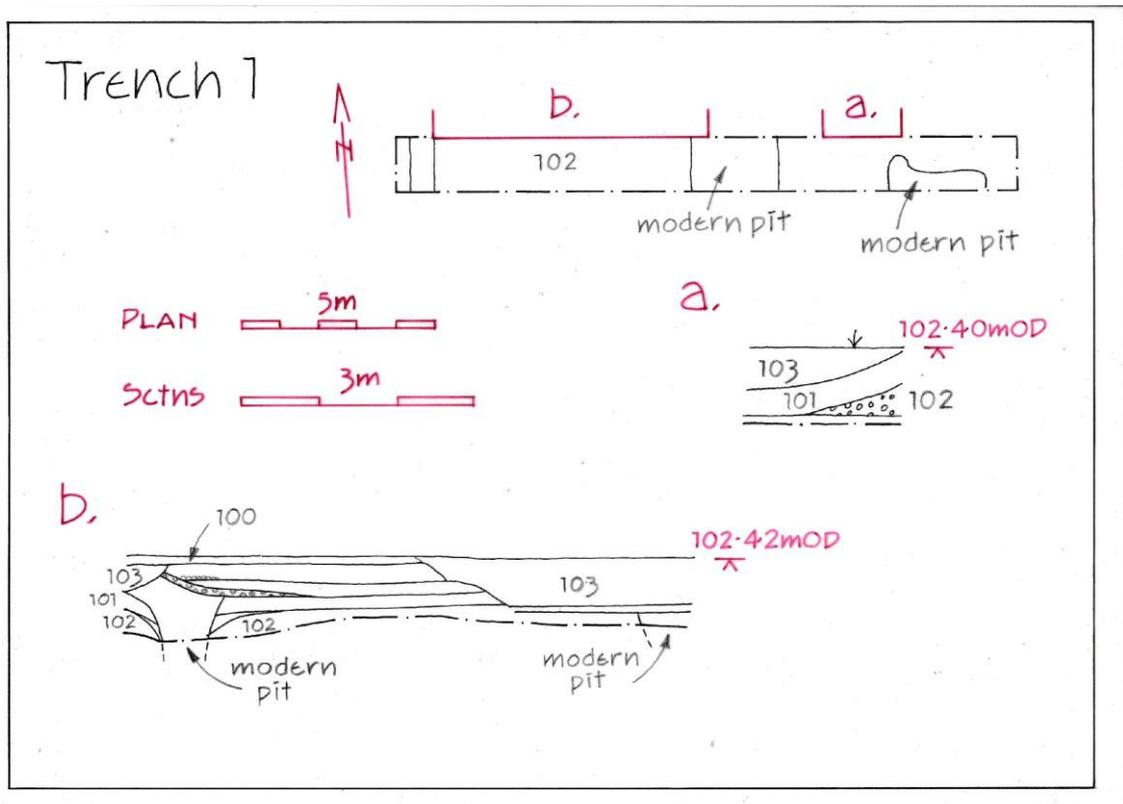 Trench 1
N
b.
a.
102
modern pit
modern pit
PLAN
5m
Sctns
3m
a.
102·40mOD
103
101
102
b.
100
102·42mOD
103
103
101
102
102
modern
pit
modern
pit